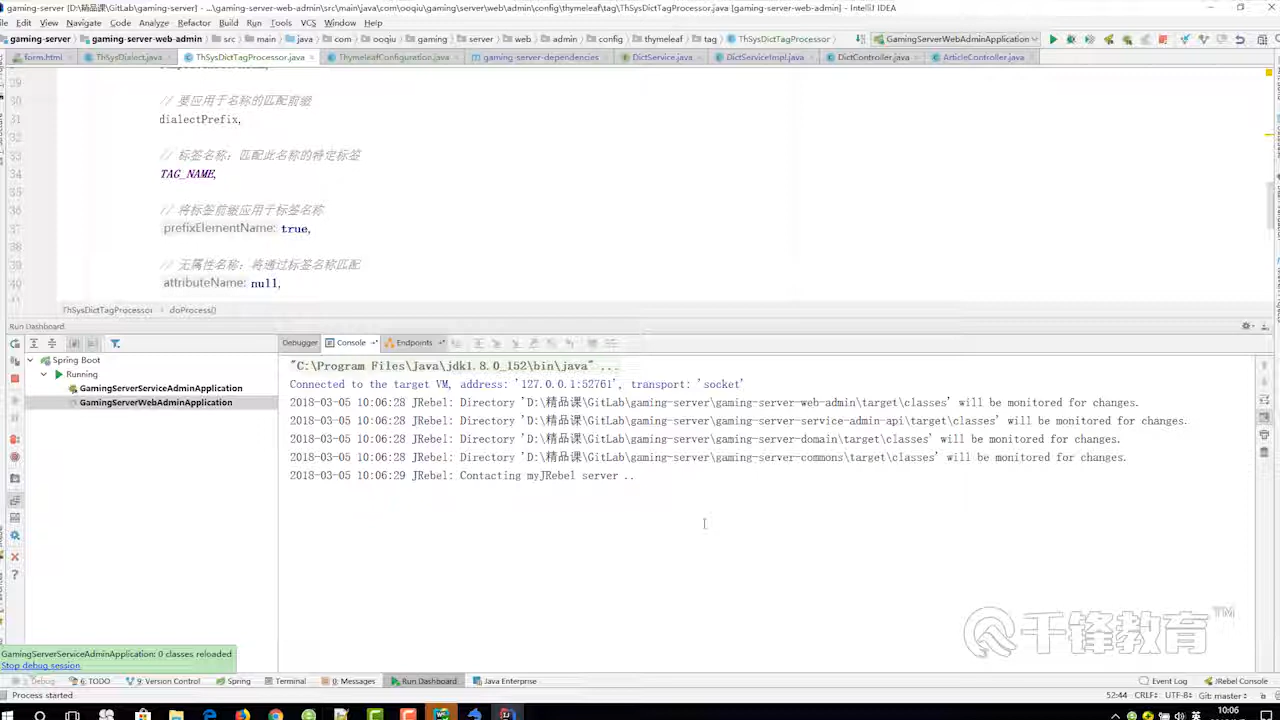 gaming-server [D:\精品课\GitLab\gaming-server] - ...\gaming-server-web-admin\src\main\java\com\ooqiu\gaming\server\web\admin\config\thymeleaf\tag\ThSysDictTagProcessor.java [gaming-server-web-admin] - IntelliJ IDEA
File Edit View Navigate Code Analyze Refactor Build Run Tools VCS Window Help
gaming-server gaming-server-web-admin src main java com ooqiu gaming server web admin config thymeleaf tag ThSysDictTagProcessor GamingServerWebAdminApplication
form.html ThSysDialect.java ThSysDictTagProcessor.java ThymeleafConfiguration.java gaming-server-dependencies DictService.java DictServiceImpl.java DictController.java ArticleController.java
29
30 // 要应用于名称的匹配前缀
31 dialectPrefix,
32
33 // 标签名称：匹配此名称的特定标签
34 TAG_NAME,
35
36 // 将标签前缀应用于标签名称
37 prefixElementName: true,
38
39 // 无属性名称：将通过标签名称匹配
40 attributeName: null,
ThSysDictTagProcessor > doProcess()
Run Dashboard
Debugger Console Endpoints
Spring Boot
Running
GamingServerServiceAdminApplication
GamingServerWebAdminApplication
"C:\Program Files\Java\jdk1.8.0_152\bin\java" ...
Connected to the target VM, address: '127.0.0.1:52761', transport: 'socket'
2018-03-05 10:06:28 JRebel: Directory 'D:\精品课\GitLab\gaming-server\gaming-server-web-admin\target\classes' will be monitored for changes.
2018-03-05 10:06:28 JRebel: Directory 'D:\精品课\GitLab\gaming-server\gaming-server-service-admin-api\target\classes' will be monitored for changes.
2018-03-05 10:06:28 JRebel: Directory 'D:\精品课\GitLab\gaming-server\gaming-server-domain\target\classes' will be monitored for changes.
2018-03-05 10:06:28 JRebel: Directory 'D:\精品课\GitLab\gaming-server\gaming-server-commons\target\classes' will be monitored for changes.
2018-03-05 10:06:29 JRebel: Contacting myJRebel server ..
千锋教育™
GamingServerServiceAdminApplication: 0 classes reloaded
Stop debug session
5: Debug 6: TODO 9: Version Control Spring Terminal 0: Messages Run Dashboard Java Enterprise Event Log JRebel Console
Process started 52:44 CRLF UTF-8 Git: master
英 10:06